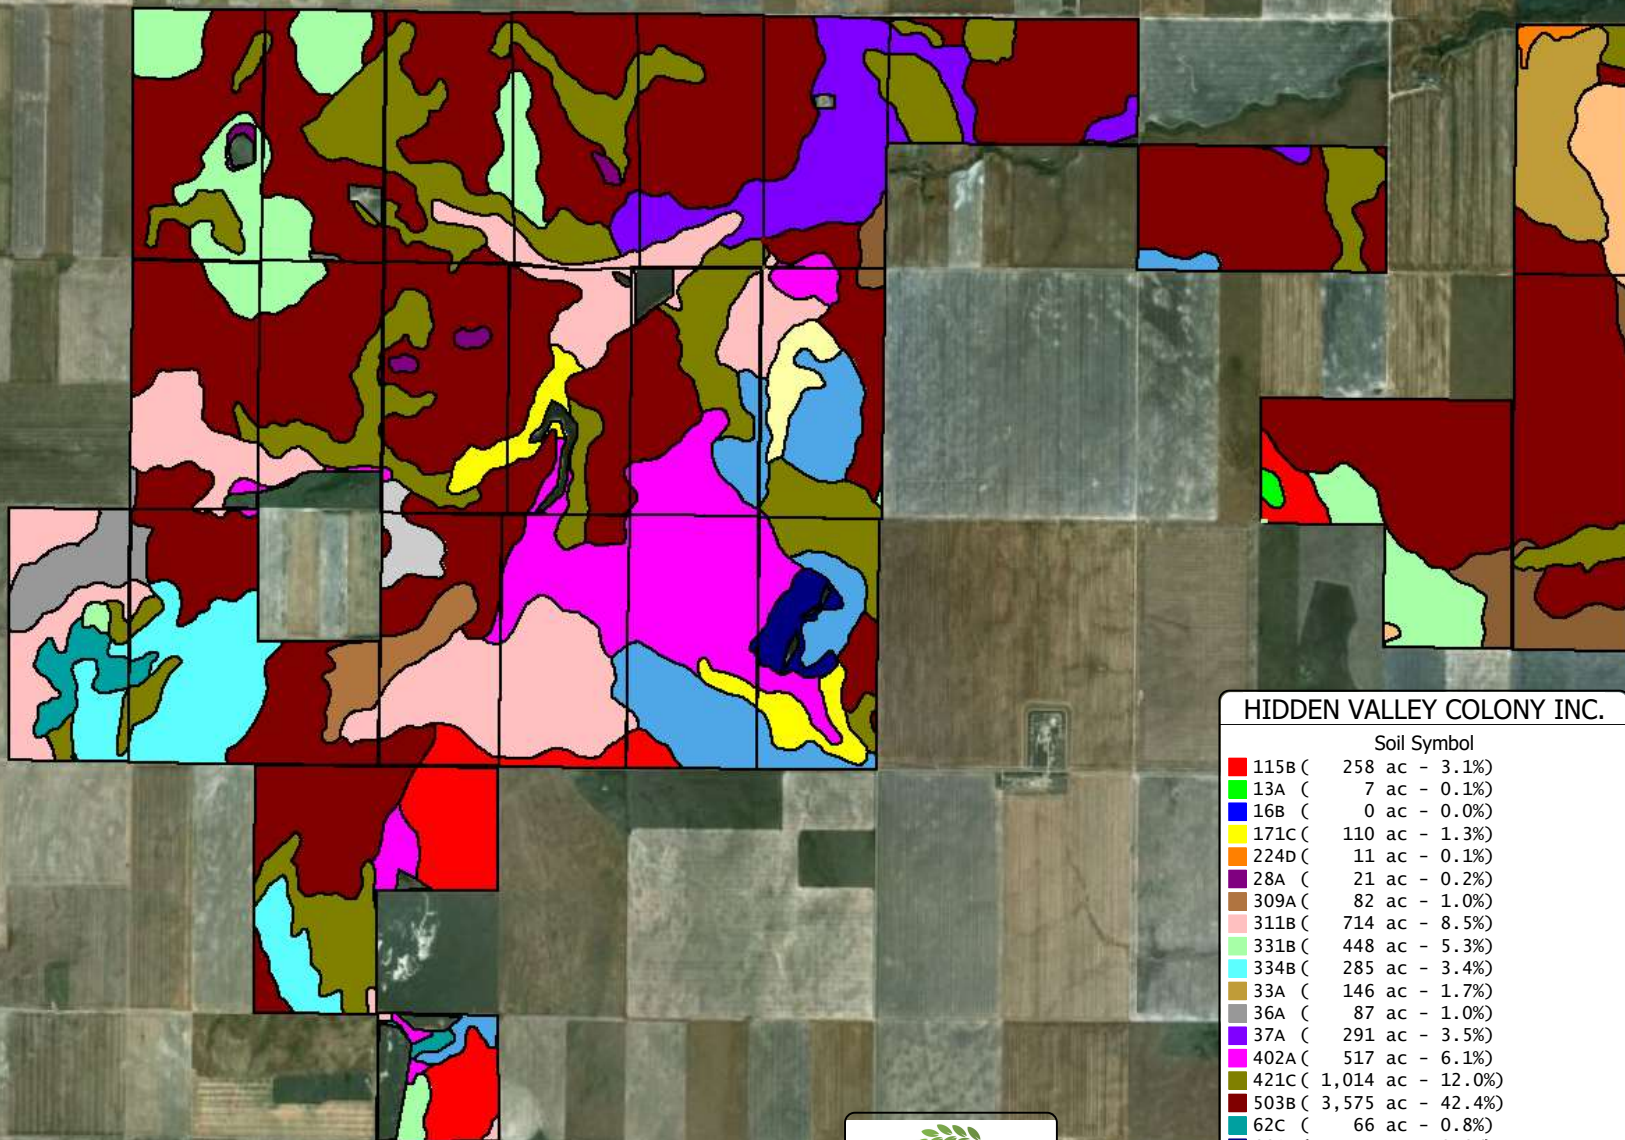 HIDDEN VALLEY COLONY INC.
Soil Symbol
115B ( 258 ac - 3.1%)
13A ( 7 ac - 0.1%)
16B ( 0 ac - 0.0%)
171C ( 110 ac - 1.3%)
224D ( 11 ac - 0.1%)
28A ( 21 ac - 0.2%)
309A ( 82 ac - 1.0%)
311B ( 714 ac - 8.5%)
331B ( 448 ac - 5.3%)
334B ( 285 ac - 3.4%)
33A ( 146 ac - 1.7%)
36A ( 87 ac - 1.0%)
37A ( 291 ac - 3.5%)
402A ( 517 ac - 6.1%)
421C ( 1,014 ac - 12.0%)
503B ( 3,575 ac - 42.4%)
62C ( 66 ac - 0.8%)